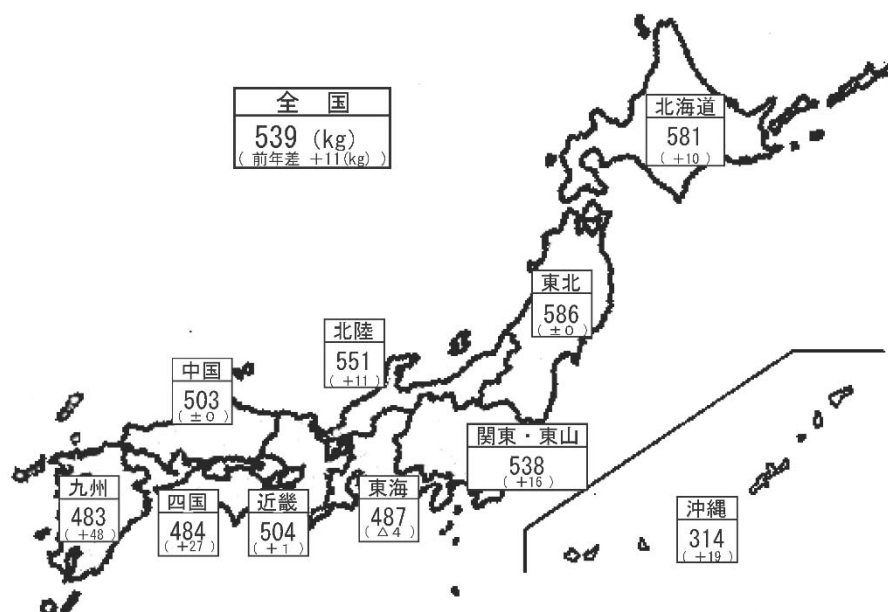 全　国
539 (kg)
( 前年差 +11(kg) )
北海道
581
( +10 )
東北
586
( ±0 )
北陸
551
( +11 )
中国
503
( ±0 )
関東・東山
538
( +16 )
九州
483
( +48 )
四国
484
( +27 )
近畿
504
( +1 )
東海
487
( △4 )
沖縄
314
( +19 )